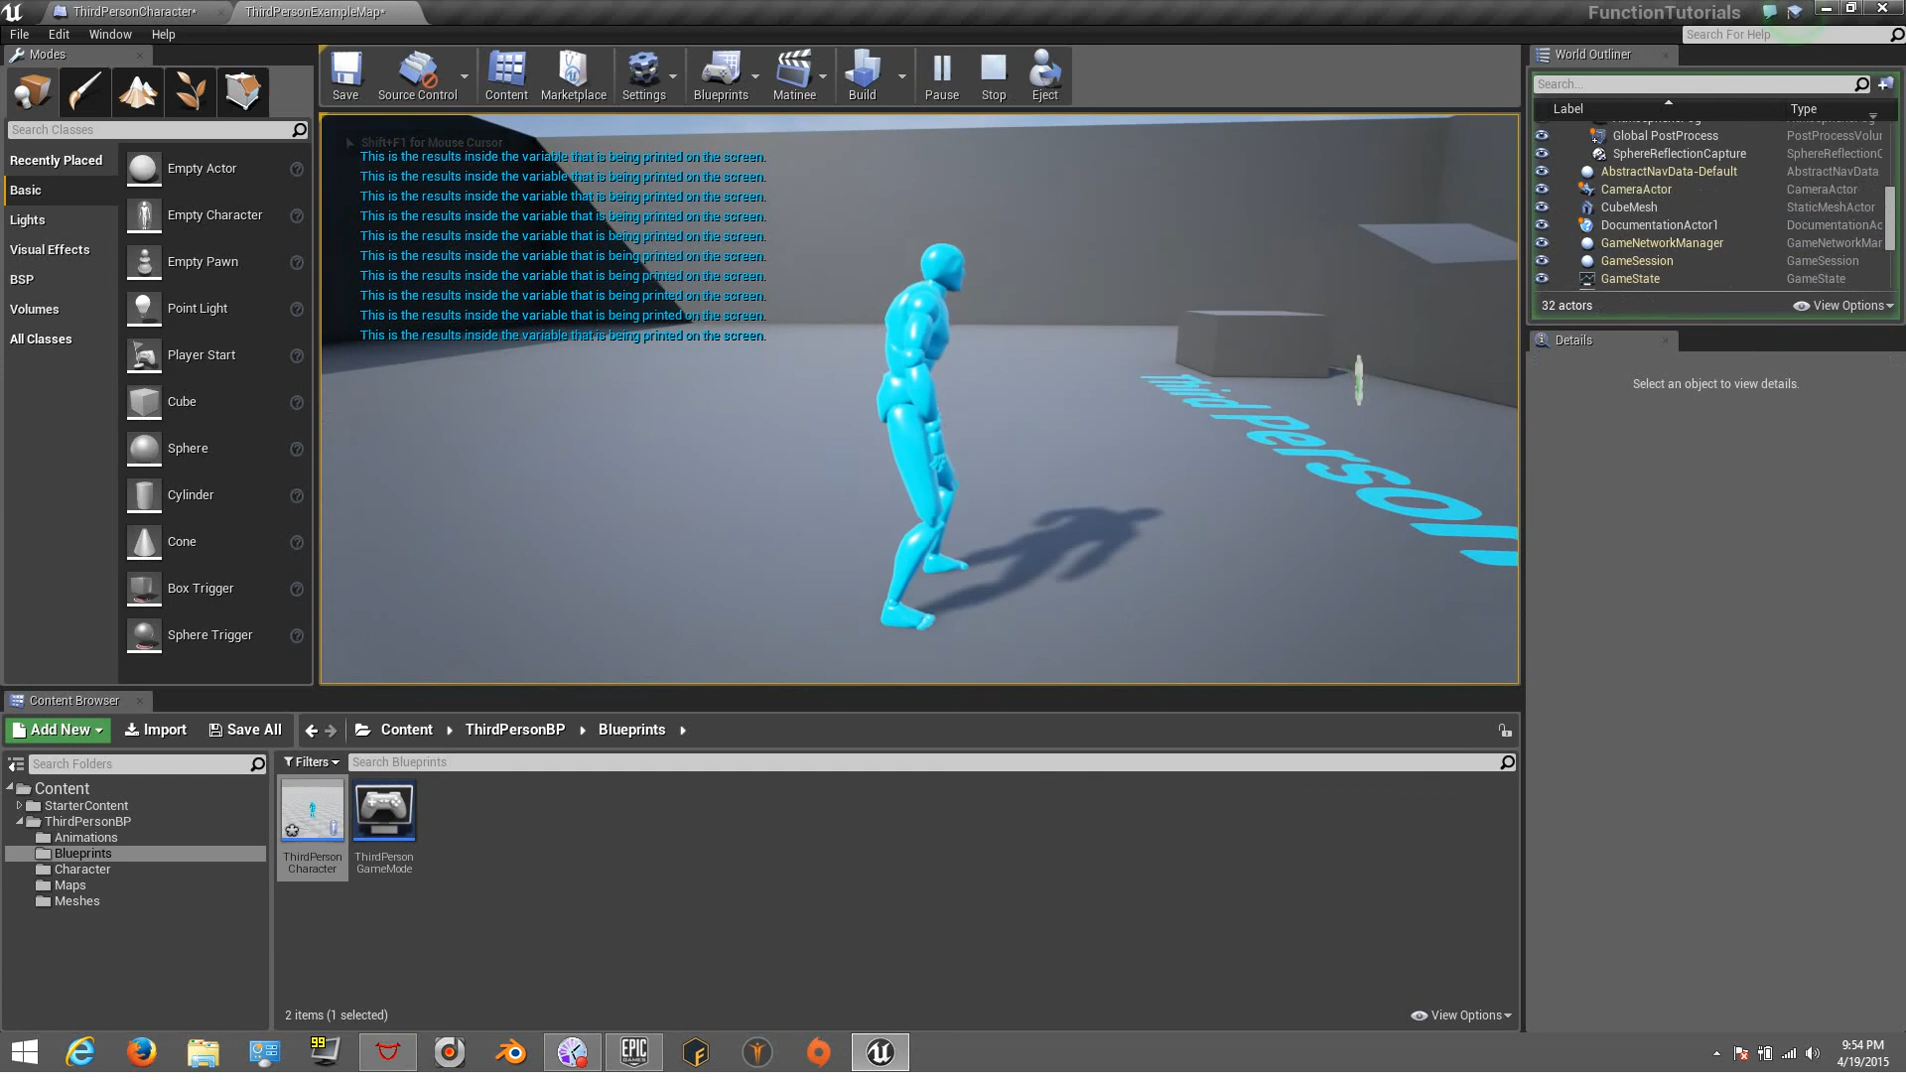 ThirdPersonCharacter*
ThirdPersonExampleMap*
FunctionTutorials
File Edit Window Help
Search For Help
Modes
Save
Source Control
Content
Marketplace
Settings
Blueprints
Matinee
Build
Pause
Stop
Eject
Search Classes
Recently Placed
Basic
Lights
Visual Effects
BSP
Volumes
All Classes
Empty Actor
Empty Character
Empty Pawn
Point Light
Player Start
Cube
Sphere
Cylinder
Cone
Box Trigger
Sphere Trigger
Shift+F1 for Mouse Cursor
This is the results inside the variable that is being printed on the screen.
This is the results inside the variable that is being printed on the screen.
This is the results inside the variable that is being printed on the screen.
This is the results inside the variable that is being printed on the screen.
This is the results inside the variable that is being printed on the screen.
This is the results inside the variable that is being printed on the screen.
This is the results inside the variable that is being printed on the screen.
This is the results inside the variable that is being printed on the screen.
This is the results inside the variable that is being printed on the screen.
This is the results inside the variable that is being printed on the screen.
Third Person
World Outliner
Search...
Label Type
Global PostProcess PostProcessVolur
SphereReflectionCapture SphereReflectionC
AbstractNavData-Default AbstractNavData
CameraActor CameraActor
CubeMesh StaticMeshActor
DocumentationActor1 DocumentationAc
GameNetworkManager GameNetworkMar
GameSession GameSession
GameState GameState
32 actors
View Options
Details
Select an object to view details.
Content Browser
Add New Import Save All Content ThirdPersonBP Blueprints
Search Folders
Filters
Search Blueprints
Content
StarterContent
ThirdPersonBP
Animations
Blueprints
Character
Maps
Meshes
ThirdPerson
Character
ThirdPerson
GameMode
2 items (1 selected)
View Options
99
EPIC
GAMES
9:54 PM
4/19/2015